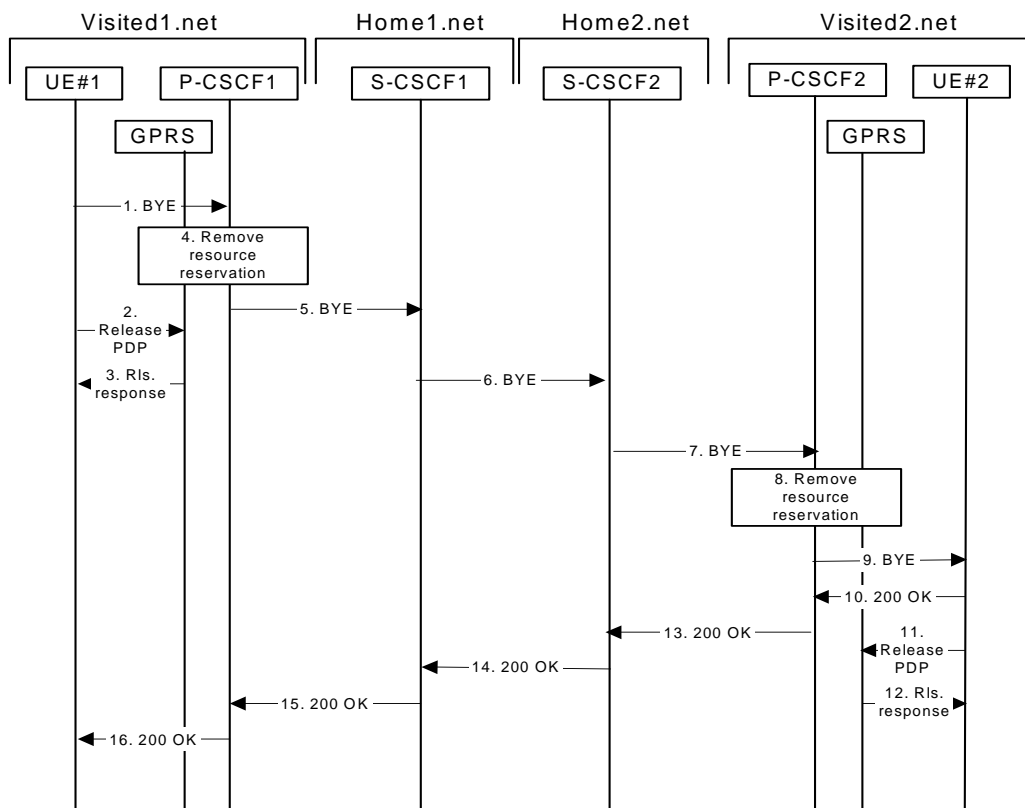 Visited1.net
Home1.net
Home2.net
Visited2.net
UE#1
P-CSCF1
S-CSCF1
S-CSCF2
P-CSCF2
UE#2
GPRS
GPRS
1. BYE
4. Remove
resource
reservation
5. BYE
2.
Release
PDP
3. Rls.
response
6. BYE
7. BYE
8. Remove
resource
reservation
9. BYE
10. 200 OK
13. 200 OK
11.
Release
PDP
14. 200 OK
12. Rls.
response
15. 200 OK
16. 200 OK